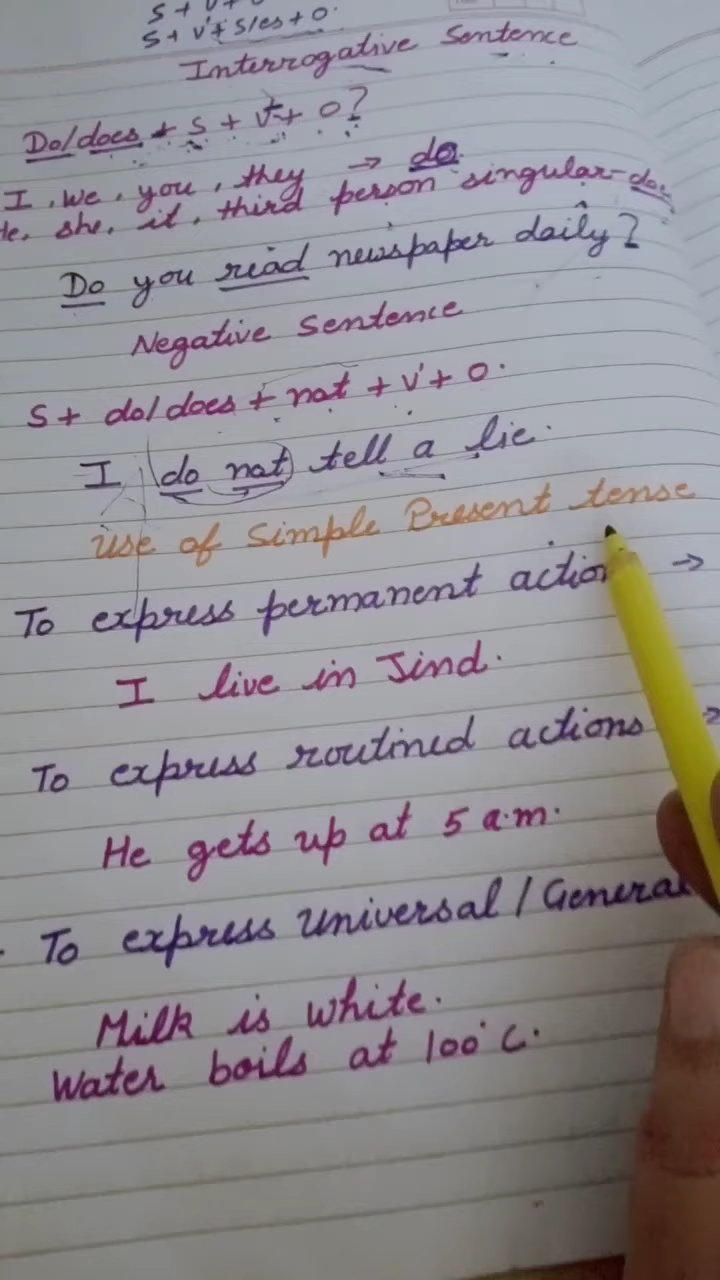 S + V¹ + O
S + V¹ + s/es + O.
Interrogative Sentence
Do/does + S + V¹ + O?
I, we, you, they → do
He, she, it, third person singular-does
Do you read newspaper daily?
Negative Sentence
S + do/does + not + V¹ + O.
I do not tell a lie.
Use of Simple Present tense
To express permanent action →
I live in Jind.
To express routined actions →
He gets up at 5 a.m.
To express Universal / General
Milk is white.
Water boils at 100°C.